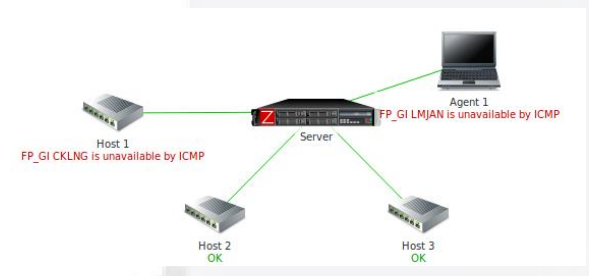 Agent 1
FP_GI LMJAN is unavailable by ICMP
Z
Server
Host 1
FP_GI CKLNG is unavailable by ICMP
Host 2
OK
Host 3
OK